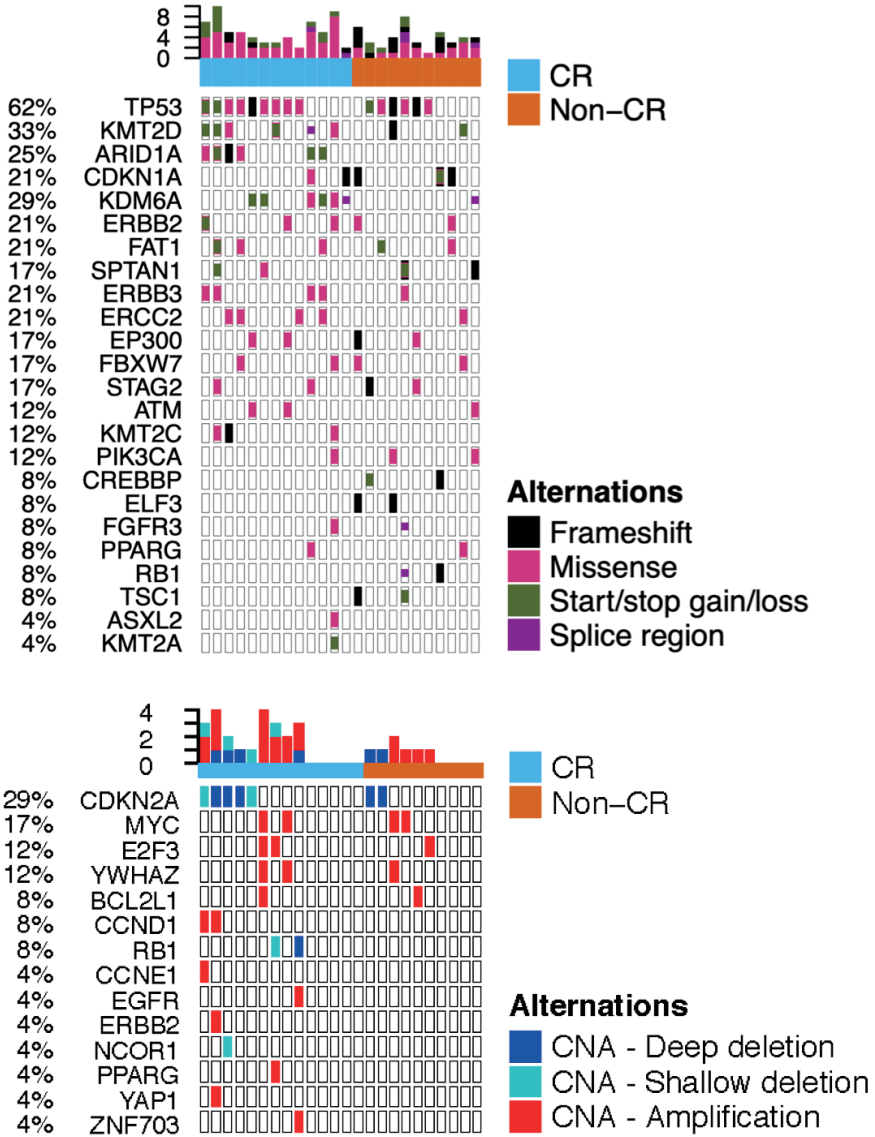 8
6
4
2
0
CR
Non-CR
62% TP53
33% KMT2D
25% ARID1A
21% CDKN1A
29% KDM6A
21% ERBB2
21% FAT1
17% SPTAN1
21% ERBB3
21% ERCC2
17% EP300
17% FBXW7
17% STAG2
12% ATM
12% KMT2C
12% PIK3CA
8% CREBBP
8% ELF3
8% FGFR3
8% PPARG
8% RB1
8% TSC1
4% ASXL2
4% KMT2A
Alternations
Frameshift
Missense
Start/stop gain/loss
Splice region
4
2
0
CR
Non-CR
29% CDKN2A
17% MYC
12% E2F3
12% YWHAZ
8% BCL2L1
8% CCND1
8% RB1
4% CCNE1
4% EGFR
4% ERBB2
4% NCOR1
4% PPARG
4% YAP1
4% ZNF703
Alternations
CNA - Deep deletion
CNA - Shallow deletion
CNA - Amplification